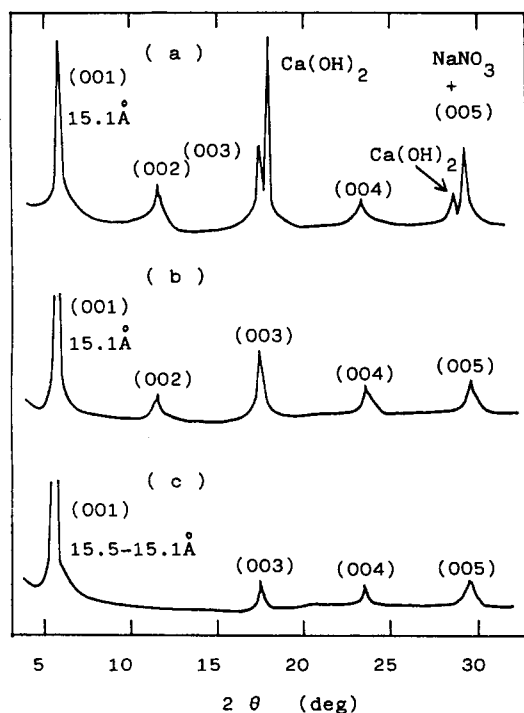 ( a )
(001)
15.1Å
(002)
(003)
Ca(OH)2
(004)
NaNO3
+
(005)
Ca(OH)2
( b )
(001)
15.1Å
(002)
(003)
(004)
(005)
( c )
(001)
15.5-15.1Å
(003)
(004)
(005)
5 10 15 20 25 30
2 θ (deg)